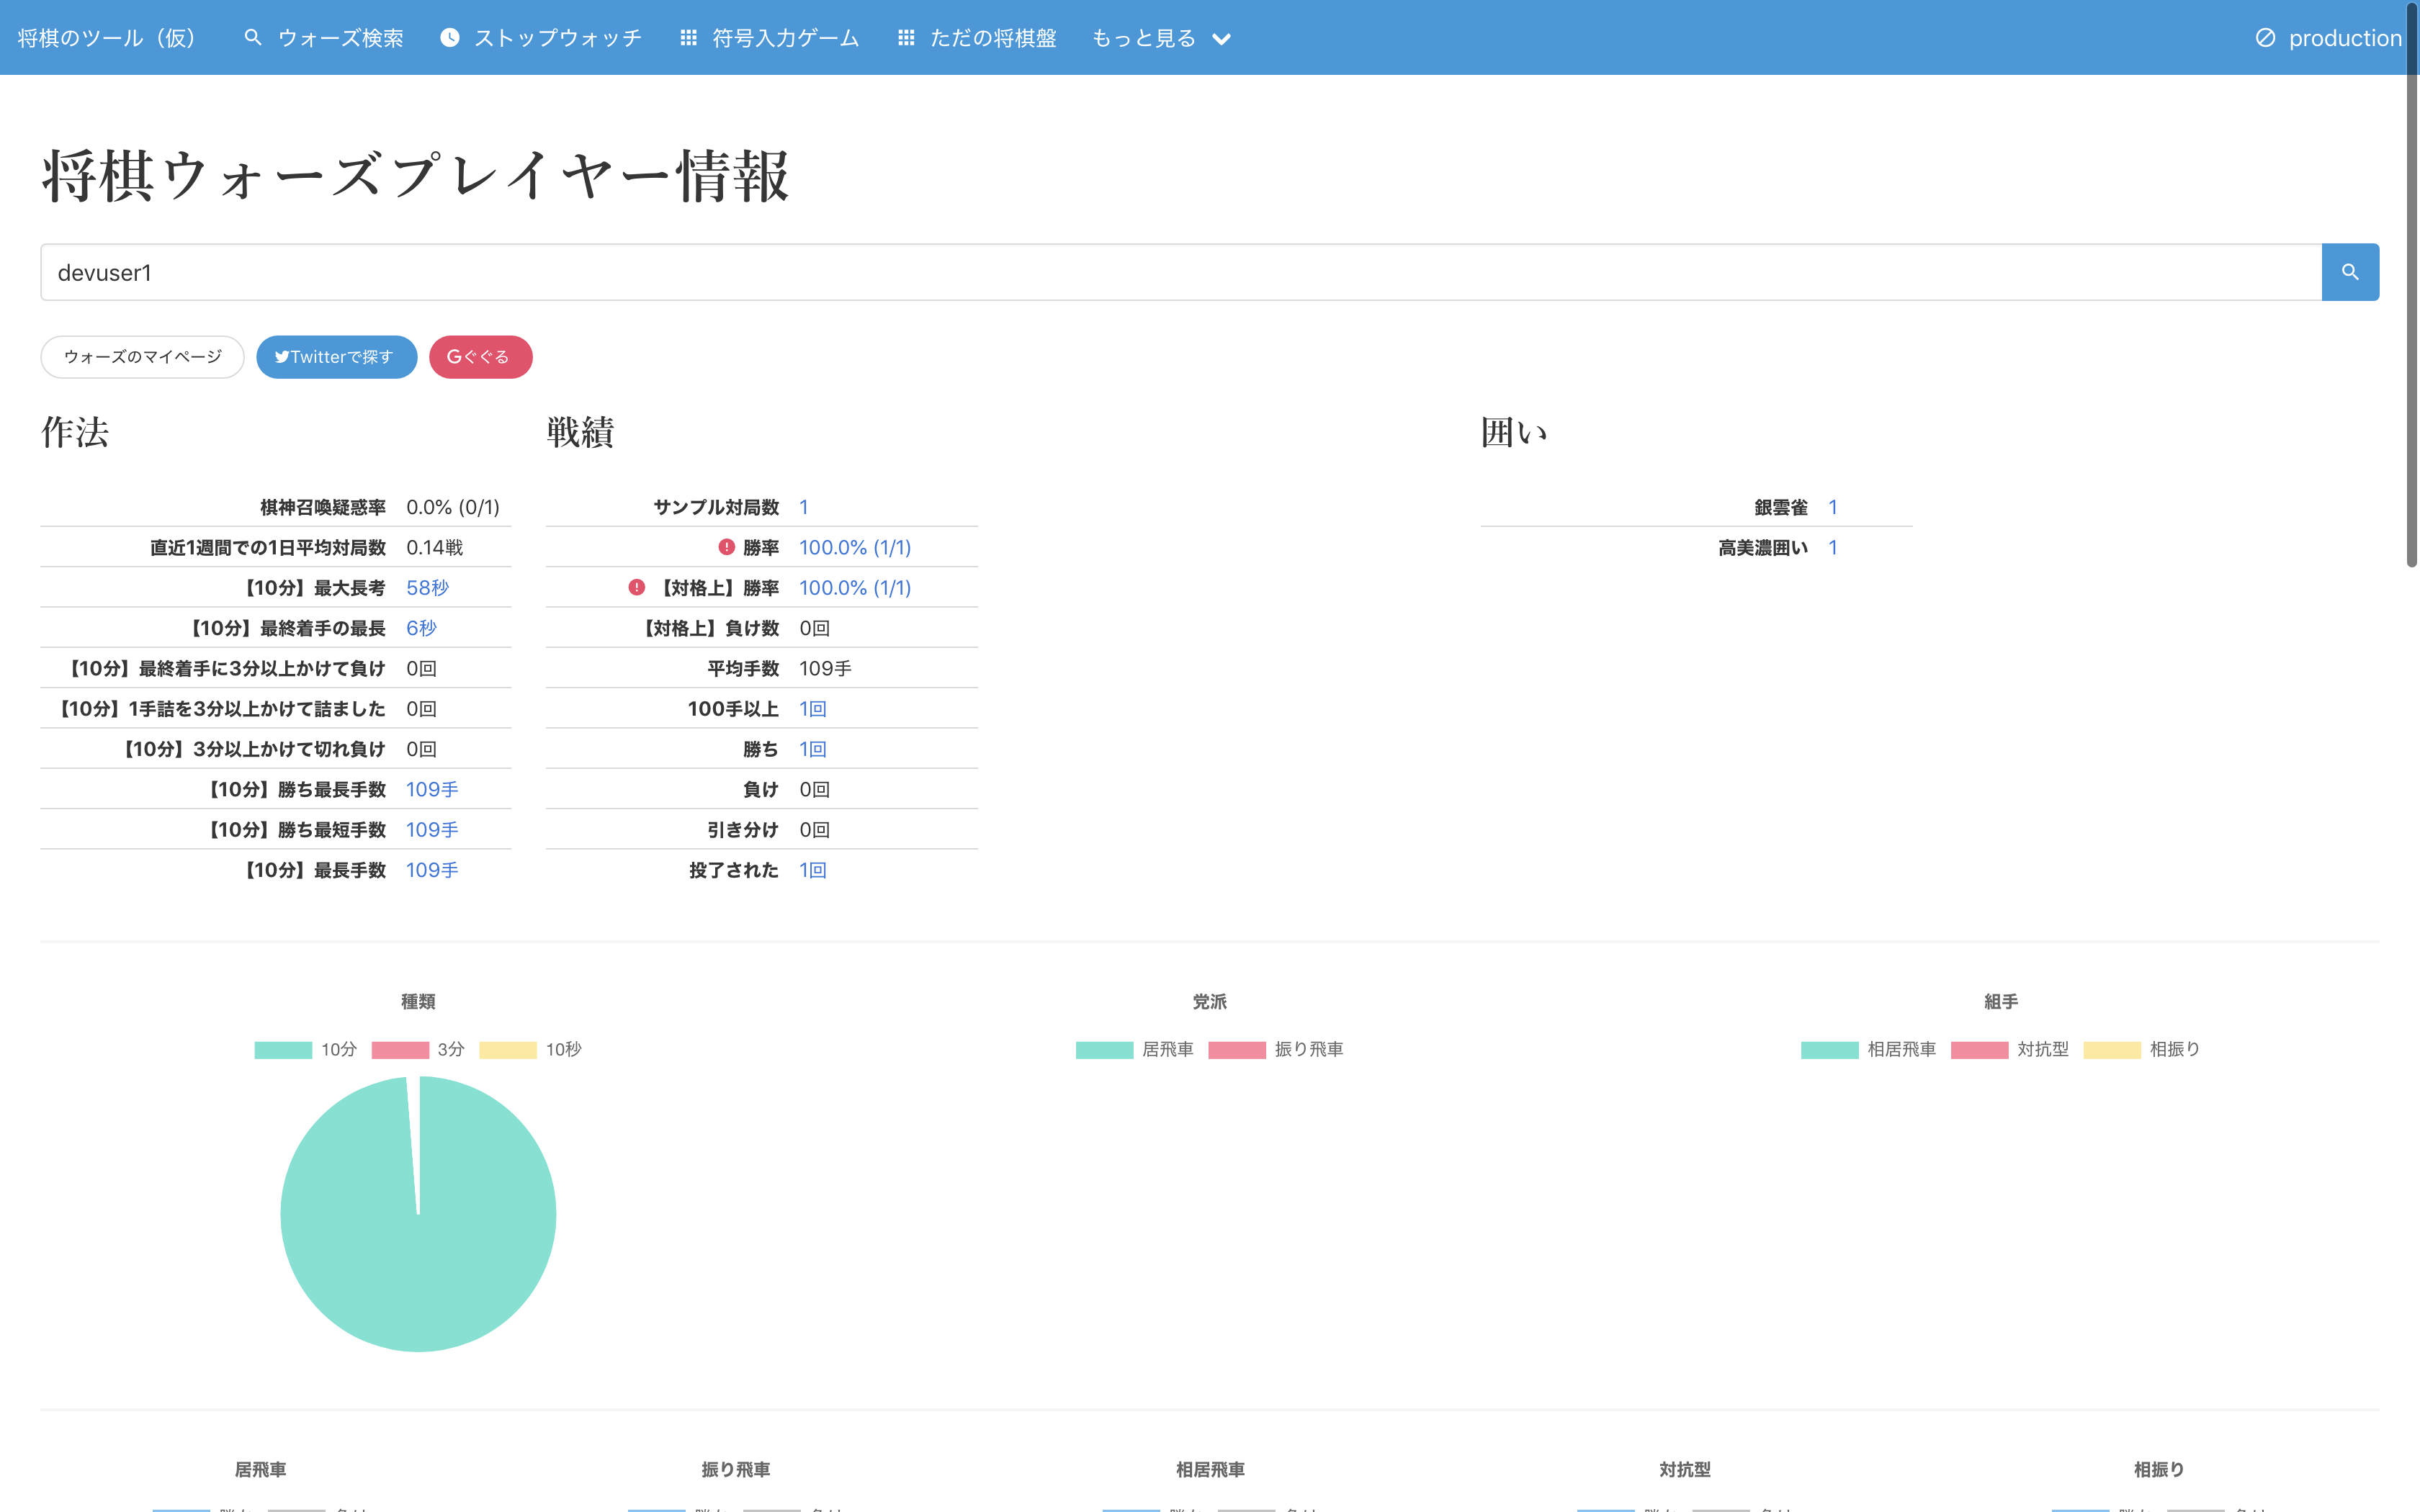 将棋のツール（仮） ウォーズ検索 ストップウォッチ 符号入力ゲーム ただの将棋盤 もっと見る production
将棋ウォーズプレイヤー情報
devuser1
ウォーズのマイページ Twitterで探す Gぐぐる
作法
棋神召喚疑惑率 0.0% (0/1)
直近1週間での1日平均対局数 0.14戦
【10分】最大長考 58秒
【10分】最終着手の最長 6秒
【10分】最終着手に3分以上かけて負け 0回
【10分】1手詰を3分以上かけて詰ました 0回
【10分】3分以上かけて切れ負け 0回
【10分】勝ち最長手数 109手
【10分】勝ち最短手数 109手
【10分】最長手数 109手
戦績
サンプル対局数 1
勝率 100.0% (1/1)
【対格上】勝率 100.0% (1/1)
【対格上】負け数 0回
平均手数 109手
100手以上 1回
勝ち 1回
負け 0回
引き分け 0回
投了された 1回
囲い
銀雲雀 1
高美濃囲い 1
種類
10分 3分 10秒
党派
居飛車 振り飛車
組手
相居飛車 対抗型 相振り
居飛車 振り飛車 相居飛車 対抗型 相振り